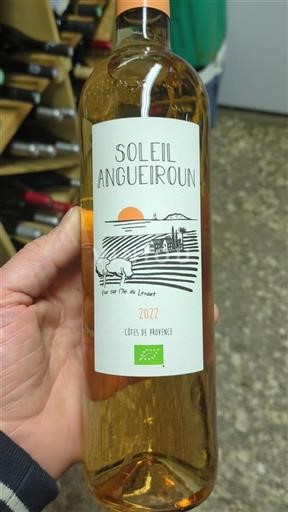 SOLEIL
ANGUEIROUN
Vue sur l'île du Levant
2022
CÔTES DE PROVENCE